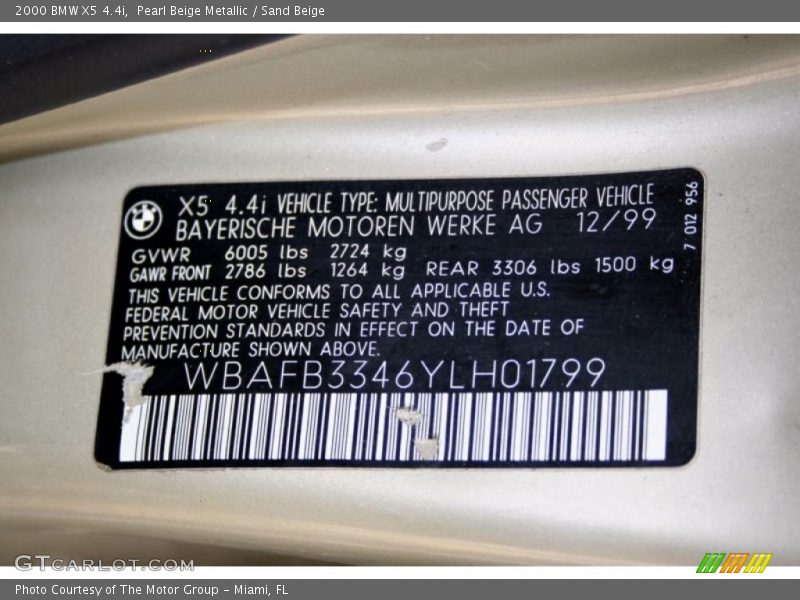 2000 BMW X5 4.4i,  Pearl Beige Metallic / Sand Beige
X5 4.4i VEHICLE TYPE: MULTIPURPOSE PASSENGER VEHICLE
BAYERISCHE MOTOREN WERKE AG 12/99
GVWR 6005 lbs 2724 kg
GAWR FRONT 2786 lbs 1264 kg REAR 3306 lbs 1500 kg
THIS VEHICLE CONFORMS TO ALL APPLICABLE U.S.
FEDERAL MOTOR VEHICLE SAFETY AND THEFT
PREVENTION STANDARDS IN EFFECT ON THE DATE OF
MANUFACTURE SHOWN ABOVE.
WBAFB3346YLH01799
7 012 956
GTCARLOT.COM
Photo Courtesy of The Motor Group - Miami, FL